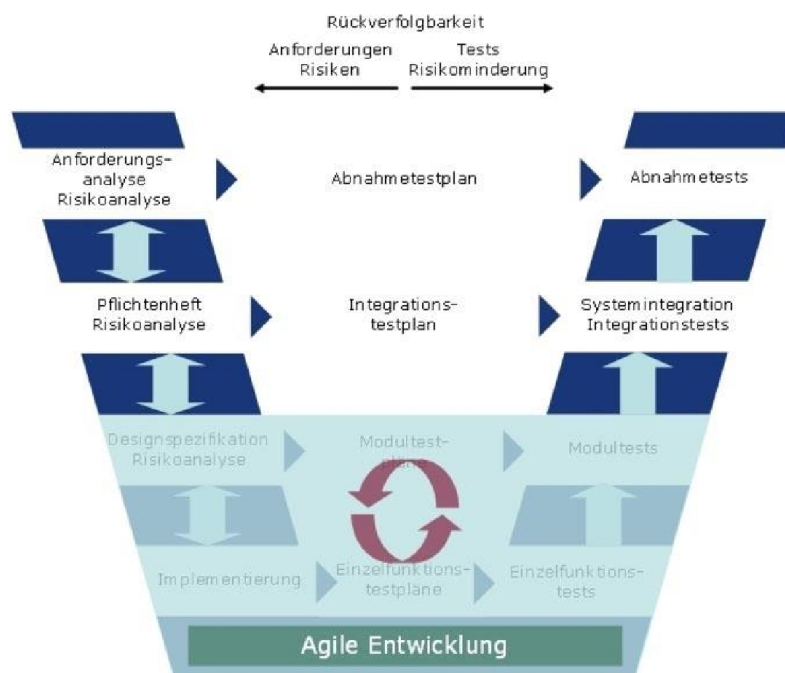 Rückverfolgbarkeit
Anforderungen
Risiken
Tests
Risikominderung
Anforderungs-
analyse
Risikoanalyse
Abnahmetestplan
Abnahmetests
Pflichtenheft
Risikoanalyse
Integrations-
testplan
Systemintegration
Integrationstests
Designspezifikation
Risikoanalyse
Modultest-
pläne
Modultests
Implementierung
Einzelfunktions-
testpläne
Einzelfunktions-
tests
Agile Entwicklung